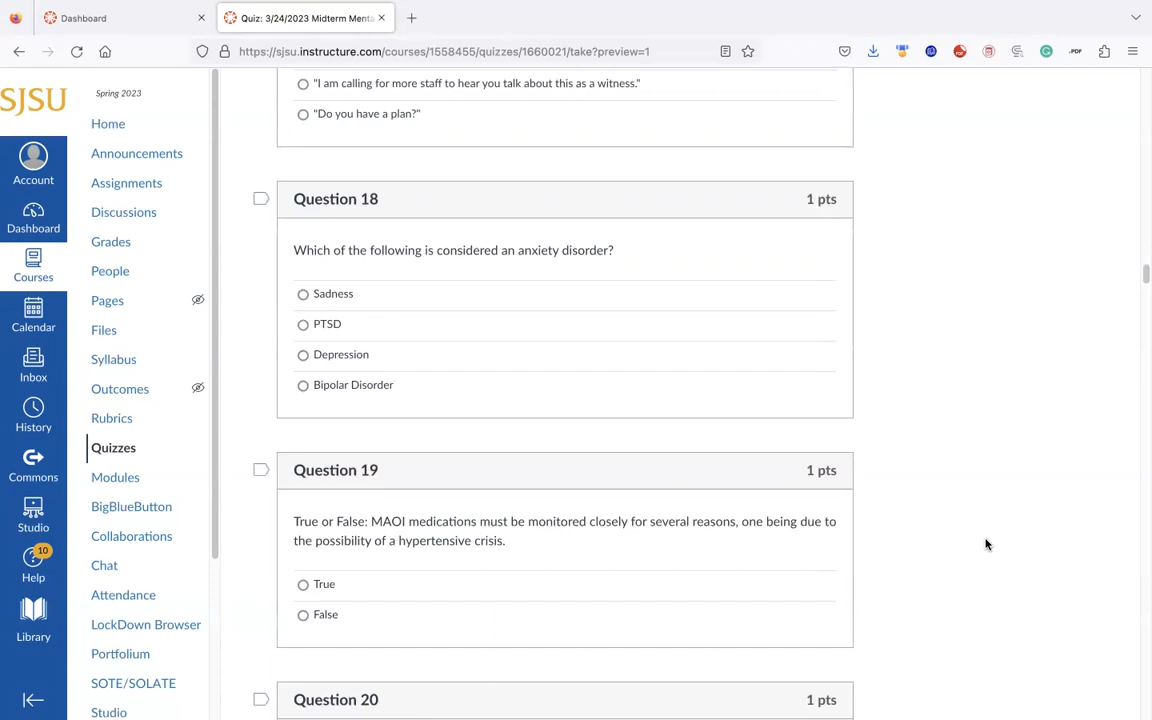 Dashboard
Quiz: 3/24/2023 Midterm Menta
https://sjsu.instructure.com/courses/1558455/quizzes/1660021/take?preview=1
.PDF
SJSU
Account
Dashboard
Courses
Calendar
Inbox
History
Commons
Studio
10
Help
Library
Spring 2023
Home
Announcements
Assignments
Discussions
Grades
People
Pages
Files
Syllabus
Outcomes
Rubrics
Quizzes
Modules
BigBlueButton
Collaborations
Chat
Attendance
LockDown Browser
Portfolium
SOTE/SOLATE
Studio
"I am calling for more staff to hear you talk about this as a witness."
"Do you have a plan?"
Question 18 1 pts
Which of the following is considered an anxiety disorder?
Sadness
PTSD
Depression
Bipolar Disorder
Question 19 1 pts
True or False: MAOI medications must be monitored closely for several reasons, one being due to
the possibility of a hypertensive crisis.
True
False
Question 20 1 pts